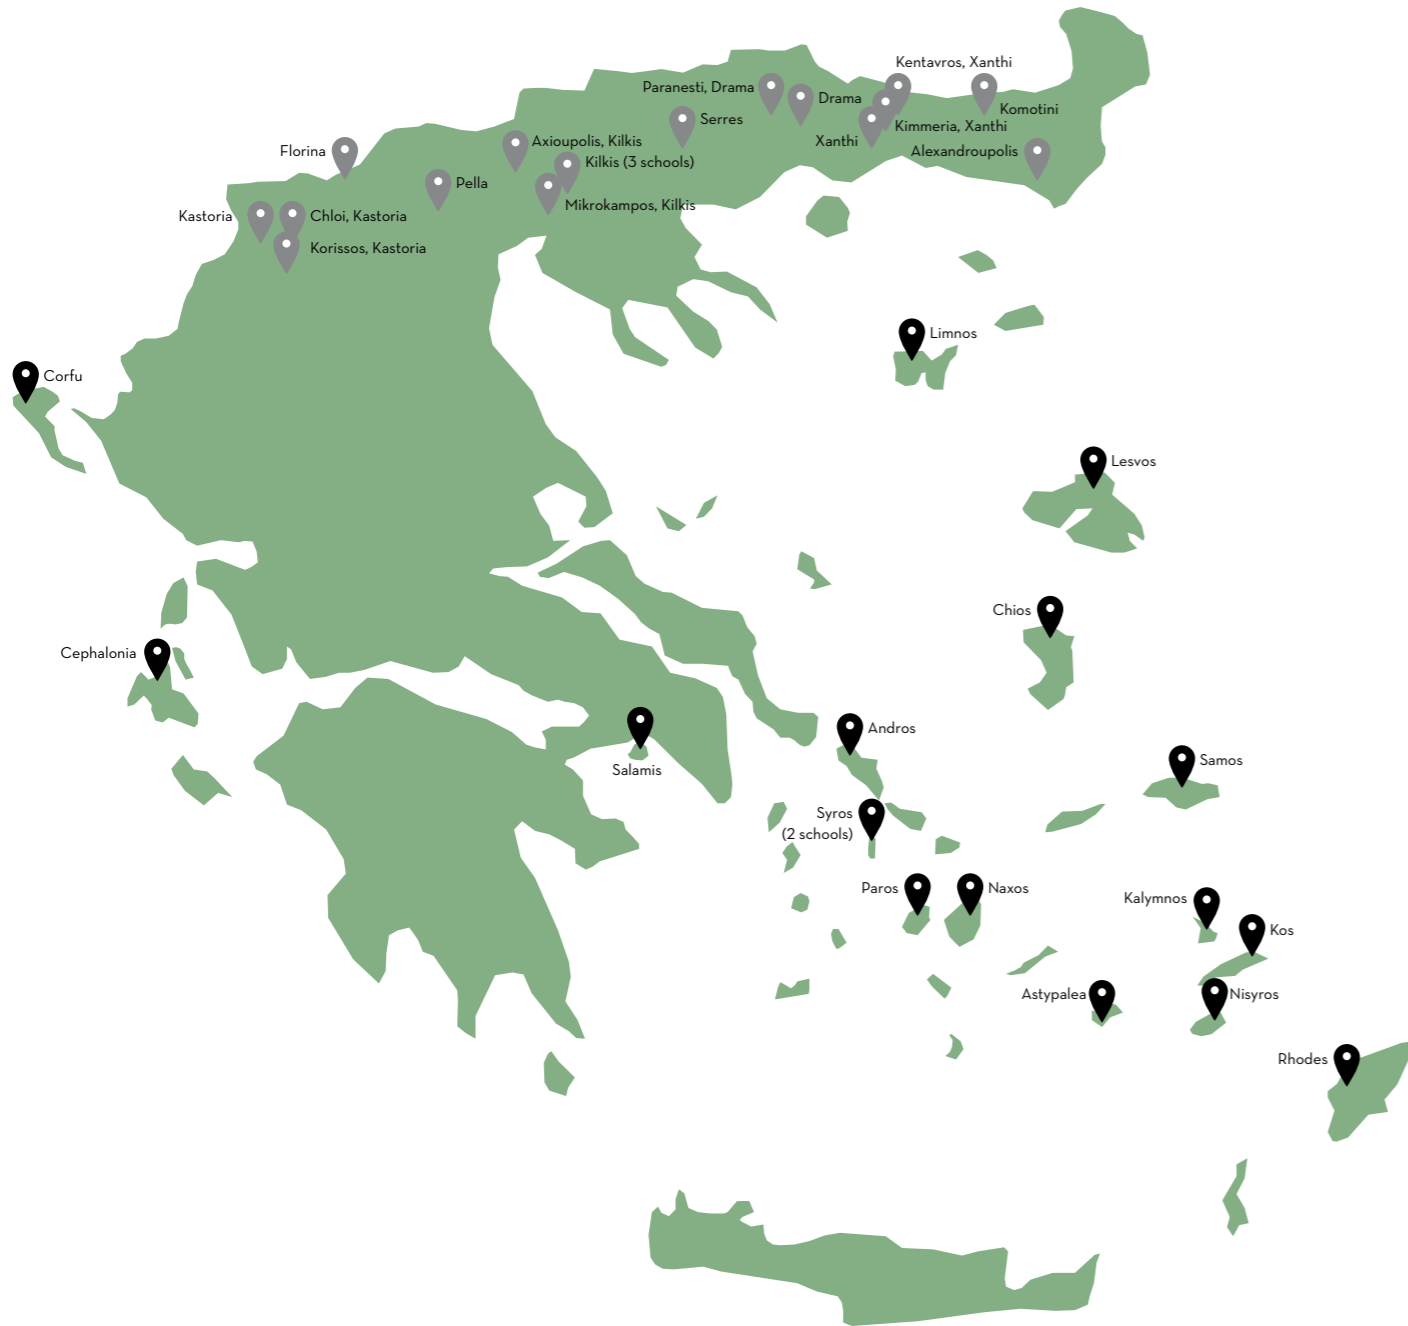 Kentavros, Xanthi
Paranesti, Drama
Drama
Komotini
Serres
Kimmeria, Xanthi
Xanthi
Axioupolis, Kilkis
Florina
Alexandroupolis
Kilkis (3 schools)
Pella
Mikrokampos, Kilkis
Kastoria
Chloi, Kastoria
Korissos, Kastoria
Limnos
Corfu
Lesvos
Chios
Cephalonia
Andros
Samos
Salamis
Syros
(2 schools)
Paros
Naxos
Kalymnos
Kos
Astypalea
Nisyros
Rhodes